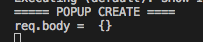 ===== POPUP CREATE ====
req.body =  {}